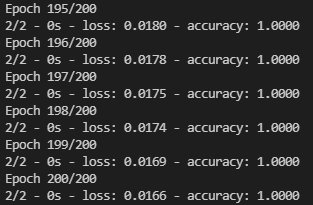 Epoch 195/200
2/2 - 0s - loss: 0.0180 - accuracy: 1.0000
Epoch 196/200
2/2 - 0s - loss: 0.0178 - accuracy: 1.0000
Epoch 197/200
2/2 - 0s - loss: 0.0175 - accuracy: 1.0000
Epoch 198/200
2/2 - 0s - loss: 0.0174 - accuracy: 1.0000
Epoch 199/200
2/2 - 0s - loss: 0.0169 - accuracy: 1.0000
Epoch 200/200
2/2 - 0s - loss: 0.0166 - accuracy: 1.0000